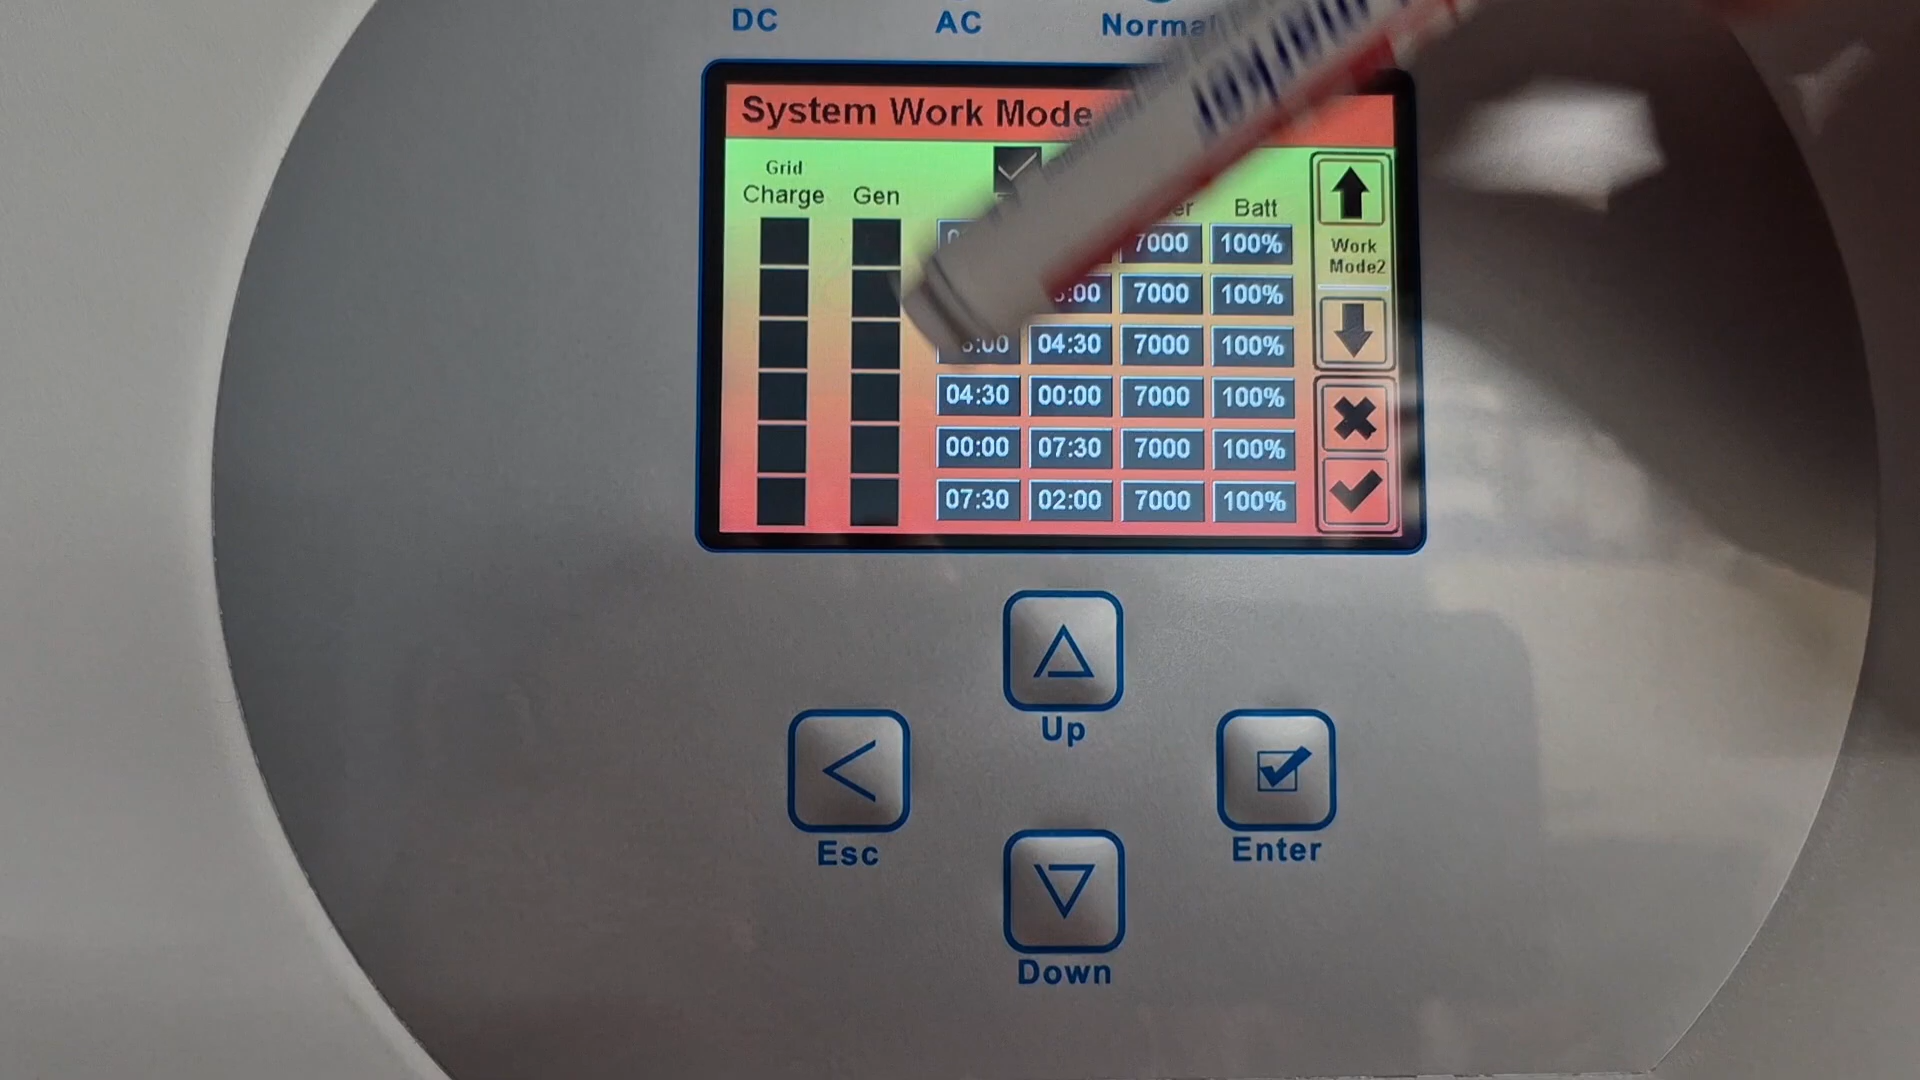 DC AC Normal
System Work Mode
Grid
Charge Gen Batt
7000 100%
:00 7000 100%
:00 04:30 7000 100%
04:30 00:00 7000 100%
00:00 07:30 7000 100%
07:30 02:00 7000 100%
Work
Mode2
Up
Esc
Enter
Down